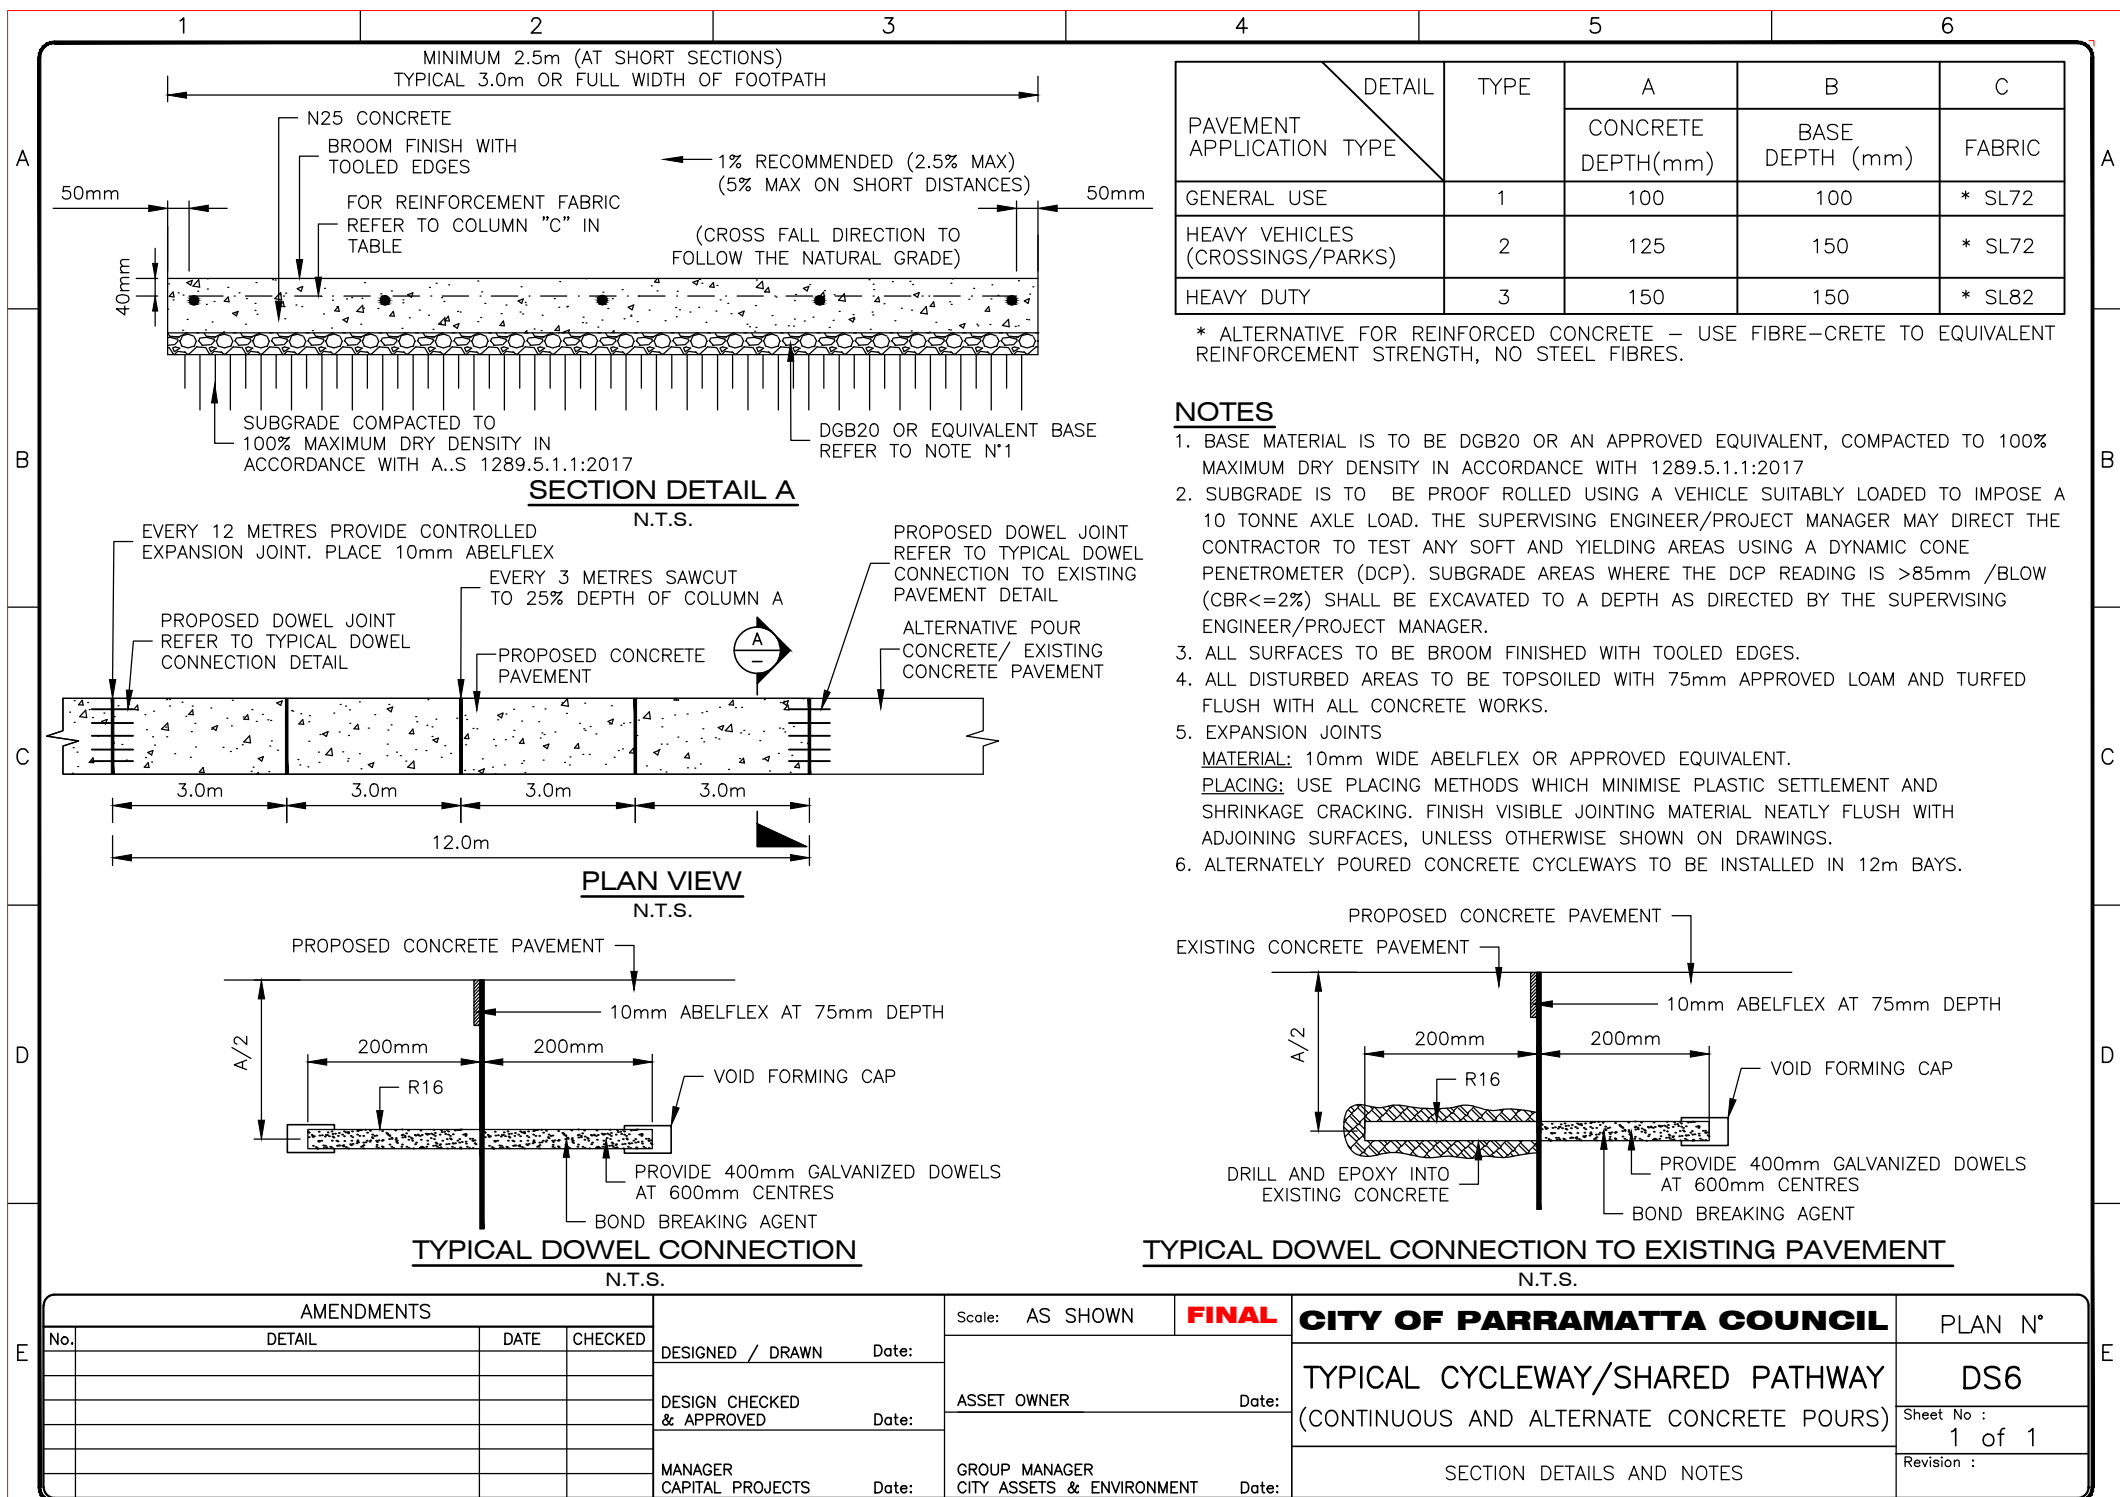 1 2 3 4 5 6
A
B
C
D
E
A
B
C
D
E
MINIMUM 2.5m (AT SHORT SECTIONS)
TYPICAL 3.0m OR FULL WIDTH OF FOOTPATH
N25 CONCRETE
BROOM FINISH WITH
TOOLED EDGES
1% RECOMMENDED (2.5% MAX)
(5% MAX ON SHORT DISTANCES)
50mm
50mm
FOR REINFORCEMENT FABRIC
REFER TO COLUMN "C" IN
TABLE
(CROSS FALL DIRECTION TO
FOLLOW THE NATURAL GRADE)
40mm
SUBGRADE COMPACTED TO
100% MAXIMUM DRY DENSITY IN
ACCORDANCE WITH A..S 1289.5.1.1:2017
DGB20 OR EQUIVALENT BASE
REFER TO NOTE N°1
SECTION DETAIL A
N.T.S.
EVERY 12 METRES PROVIDE CONTROLLED
EXPANSION JOINT. PLACE 10mm ABELFLEX
EVERY 3 METRES SAWCUT
TO 25% DEPTH OF COLUMN A
PROPOSED DOWEL JOINT
REFER TO TYPICAL DOWEL
CONNECTION TO EXISTING
PAVEMENT DETAIL
PROPOSED DOWEL JOINT
REFER TO TYPICAL DOWEL
CONNECTION DETAIL
PROPOSED CONCRETE
PAVEMENT
A
–
ALTERNATIVE POUR
CONCRETE/ EXISTING
CONCRETE PAVEMENT
3.0m 3.0m 3.0m 3.0m
12.0m
PLAN VIEW
N.T.S.
PROPOSED CONCRETE PAVEMENT
10mm ABELFLEX AT 75mm DEPTH
A/2
200mm 200mm
R16
VOID FORMING CAP
PROVIDE 400mm GALVANIZED DOWELS
AT 600mm CENTRES
BOND BREAKING AGENT
TYPICAL DOWEL CONNECTION
N.T.S.
DETAIL TYPE A B C
PAVEMENT
APPLICATION TYPE
CONCRETE
DEPTH(mm)
BASE
DEPTH (mm)
FABRIC
GENERAL USE 1 100 100 * SL72
HEAVY VEHICLES
(CROSSINGS/PARKS) 2 125 150 * SL72
HEAVY DUTY 3 150 150 * SL82
* ALTERNATIVE FOR REINFORCED CONCRETE – USE FIBRE–CRETE TO EQUIVALENT
REINFORCEMENT STRENGTH, NO STEEL FIBRES.
NOTES
1. BASE MATERIAL IS TO BE DGB20 OR AN APPROVED EQUIVALENT, COMPACTED TO 100%
MAXIMUM DRY DENSITY IN ACCORDANCE WITH 1289.5.1.1:2017
2. SUBGRADE IS TO BE PROOF ROLLED USING A VEHICLE SUITABLY LOADED TO IMPOSE A
10 TONNE AXLE LOAD. THE SUPERVISING ENGINEER/PROJECT MANAGER MAY DIRECT THE
CONTRACTOR TO TEST ANY SOFT AND YIELDING AREAS USING A DYNAMIC CONE
PENETROMETER (DCP). SUBGRADE AREAS WHERE THE DCP READING IS >85mm /BLOW
(CBR<=2%) SHALL BE EXCAVATED TO A DEPTH AS DIRECTED BY THE SUPERVISING
ENGINEER/PROJECT MANAGER.
3. ALL SURFACES TO BE BROOM FINISHED WITH TOOLED EDGES.
4. ALL DISTURBED AREAS TO BE TOPSOILED WITH 75mm APPROVED LOAM AND TURFED
FLUSH WITH ALL CONCRETE WORKS.
5. EXPANSION JOINTS
MATERIAL: 10mm WIDE ABELFLEX OR APPROVED EQUIVALENT.
PLACING: USE PLACING METHODS WHICH MINIMISE PLASTIC SETTLEMENT AND
SHRINKAGE CRACKING. FINISH VISIBLE JOINTING MATERIAL NEATLY FLUSH WITH
ADJOINING SURFACES, UNLESS OTHERWISE SHOWN ON DRAWINGS.
6. ALTERNATELY POURED CONCRETE CYCLEWAYS TO BE INSTALLED IN 12m BAYS.
PROPOSED CONCRETE PAVEMENT
EXISTING CONCRETE PAVEMENT
10mm ABELFLEX AT 75mm DEPTH
A/2
200mm 200mm
R16
VOID FORMING CAP
DRILL AND EPOXY INTO
EXISTING CONCRETE
PROVIDE 400mm GALVANIZED DOWELS
AT 600mm CENTRES
BOND BREAKING AGENT
TYPICAL DOWEL CONNECTION TO EXISTING PAVEMENT
N.T.S.
AMENDMENTS
No. DETAIL DATE CHECKED
DESIGNED / DRAWN Date:
DESIGN CHECKED
& APPROVED Date:
MANAGER
CAPITAL PROJECTS Date:
Scale: AS SHOWN
FINAL
ASSET OWNER Date:
GROUP MANAGER
CITY ASSETS & ENVIRONMENT Date:
CITY OF PARRAMATTA COUNCIL
TYPICAL CYCLEWAY/SHARED PATHWAY
(CONTINUOUS AND ALTERNATE CONCRETE POURS)
SECTION DETAILS AND NOTES
PLAN N°
DS6
Sheet No :
1 of 1
Revision :